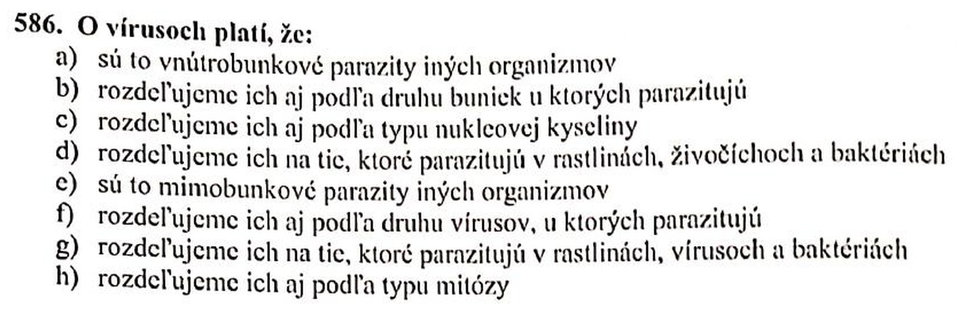 586. O vírusoch platí, že:
a) sú to vnútrobunkové parazity iných organizmov
b) rozdeľujeme ich aj podľa druhu buniek u ktorých parazitujú
c) rozdeľujeme ich aj podľa typu nukleovej kyseliny
d) rozdeľujeme ich na tie, ktoré parazitujú v rastlinách, živočíchoch a baktériách
e) sú to mimobunkové parazity iných organizmov
f) rozdeľujeme ich aj podľa druhu vírusov, u ktorých parazitujú
g) rozdeľujeme ich na tie, ktoré parazitujú v rastlinách, vírusoch a baktériách
h) rozdeľujeme ich aj podľa typu mitózy